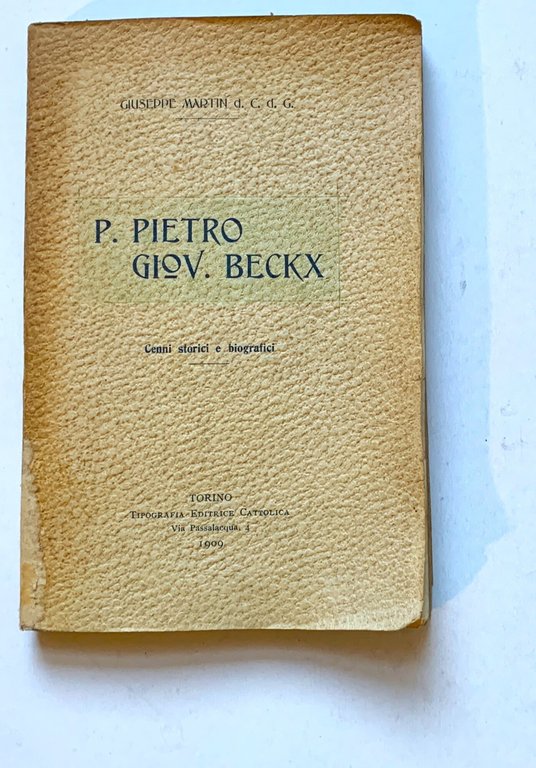 GIUSEPPE MARTIN d. C. d. G.
P. PIETRO
GIOV. BECKX
Cenni storici e biografici
TORINO
TIPOGRAFIA EDITRICE CATTOLICA
Via Passalacqua, 4
1909